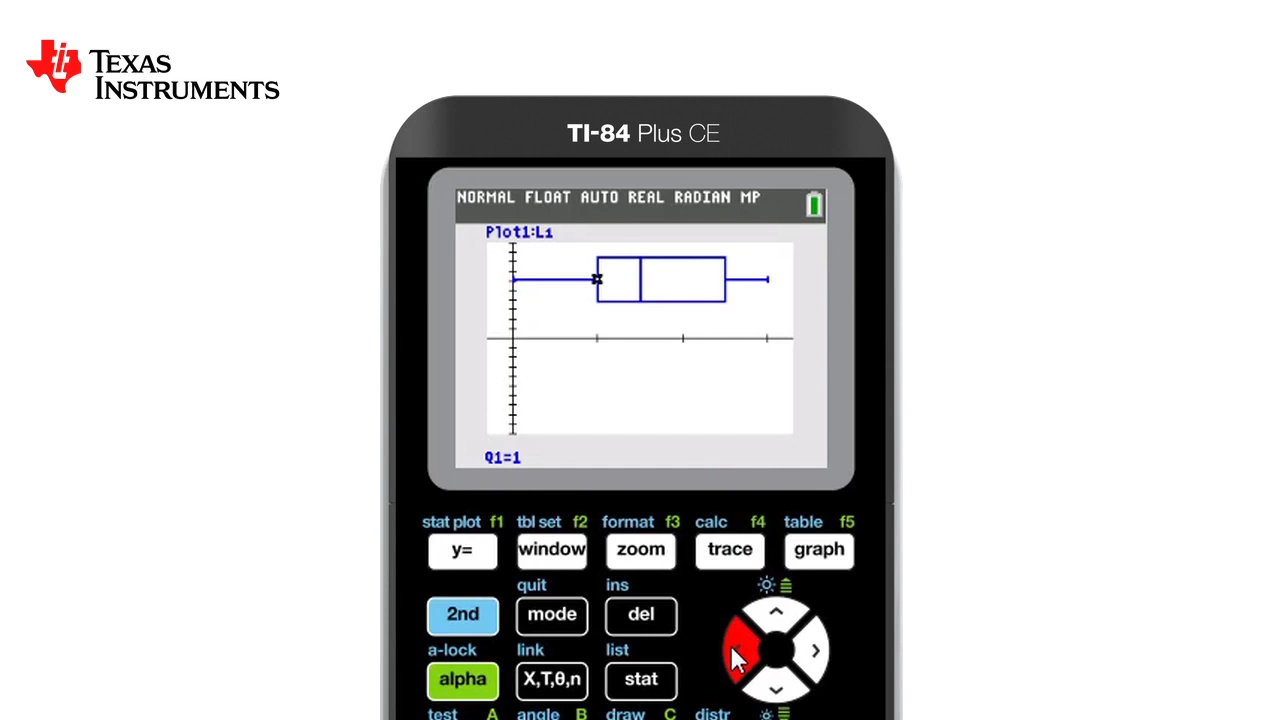 TEXAS
INSTRUMENTS
TI-84 Plus CE
NORMAL FLOAT AUTO REAL RADIAN MP
Plot1:L1
Q1=1
stat plot f1 tbl set f2 format f3 calc f4 table f5
y= window zoom trace graph
quit ins
2nd mode del
a-lock link list
alpha X,T,θ,n stat
test A angle B draw C distr